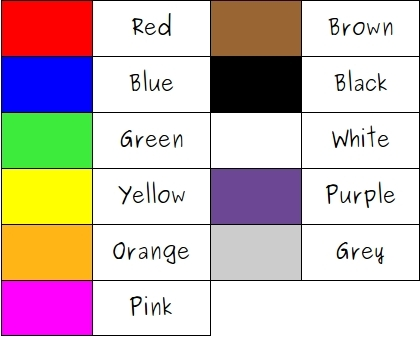 Red Brown
Blue Black
Green White
Yellow Purple
Orange Grey
Pink